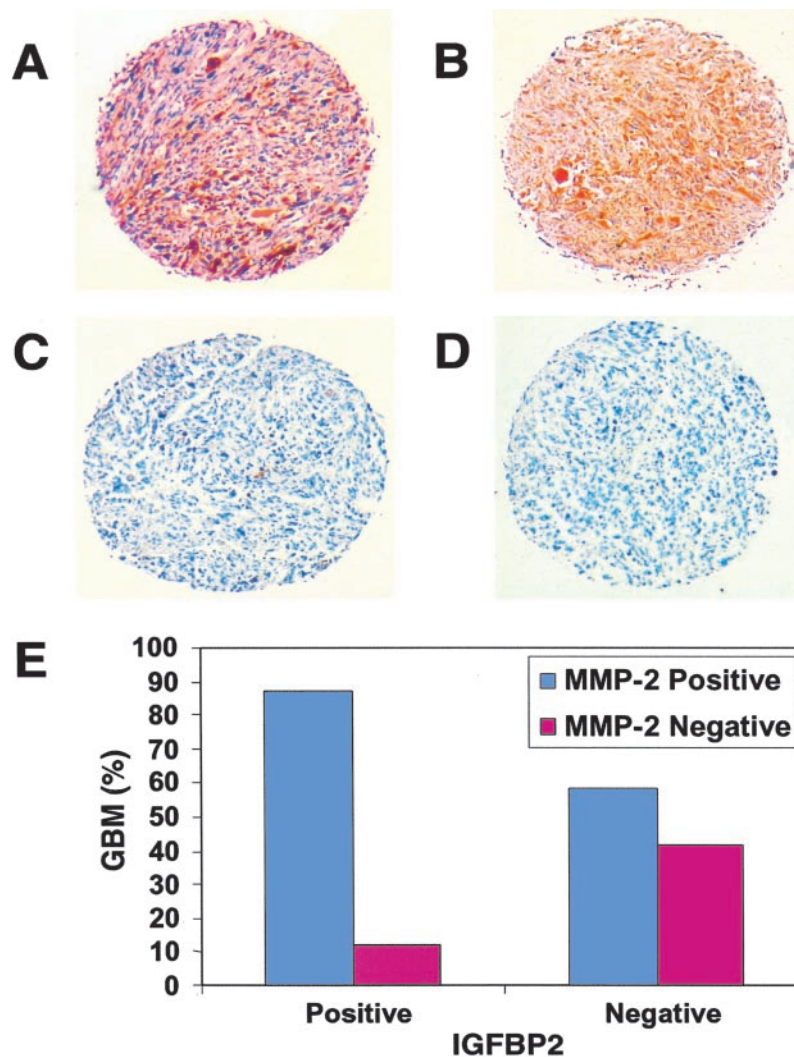 A
B
C
D
E
GBM (%)
100
90
80
70
60
50
40
30
20
10
0
MMP-2 Positive
MMP-2 Negative
Positive
Negative
IGFBP2